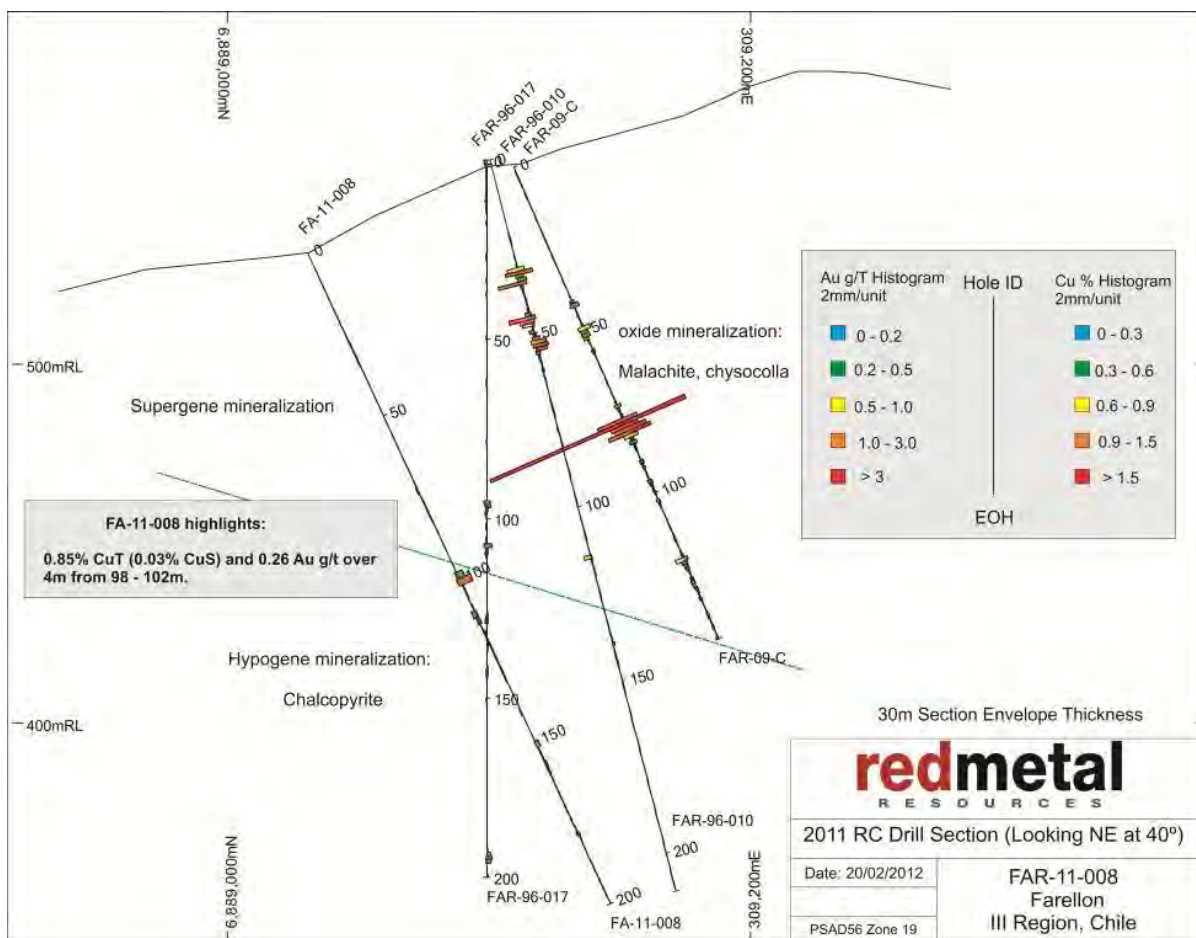 6,889,000mN
309,200mE
FAR-96-017
FAR-96-010
FAR-09-C
0
0
FA-11-008
0
50
50
50
50
500mRL
oxide mineralization:
Malachite, chysocolla
Supergene mineralization
Au g/T Histogram
2mm/unit
0 - 0.2
0.2 - 0.5
0.5 - 1.0
1.0 - 3.0
> 3
Hole ID
EOH
Cu % Histogram
2mm/unit
0 - 0.3
0.3 - 0.6
0.6 - 0.9
0.9 - 1.5
> 1.5
100
100
100
100
FA-11-008 highlights:
0.85% CuT (0.03% CuS) and 0.26 Au g/t over
4m from 98 - 102m.
FAR-09-C
Hypogene mineralization:
Chalcopyrite
150
150
150
400mRL
200
FAR-96-017
200
FA-11-008
FAR-96-010
200
6,889,000mN
309,200mE
30m Section Envelope Thickness
redmetal
RESOURCES
2011 RC Drill Section (Looking NE at 40º)
Date: 20/02/2012
PSAD56 Zone 19
FAR-11-008
Farellon
III Region, Chile